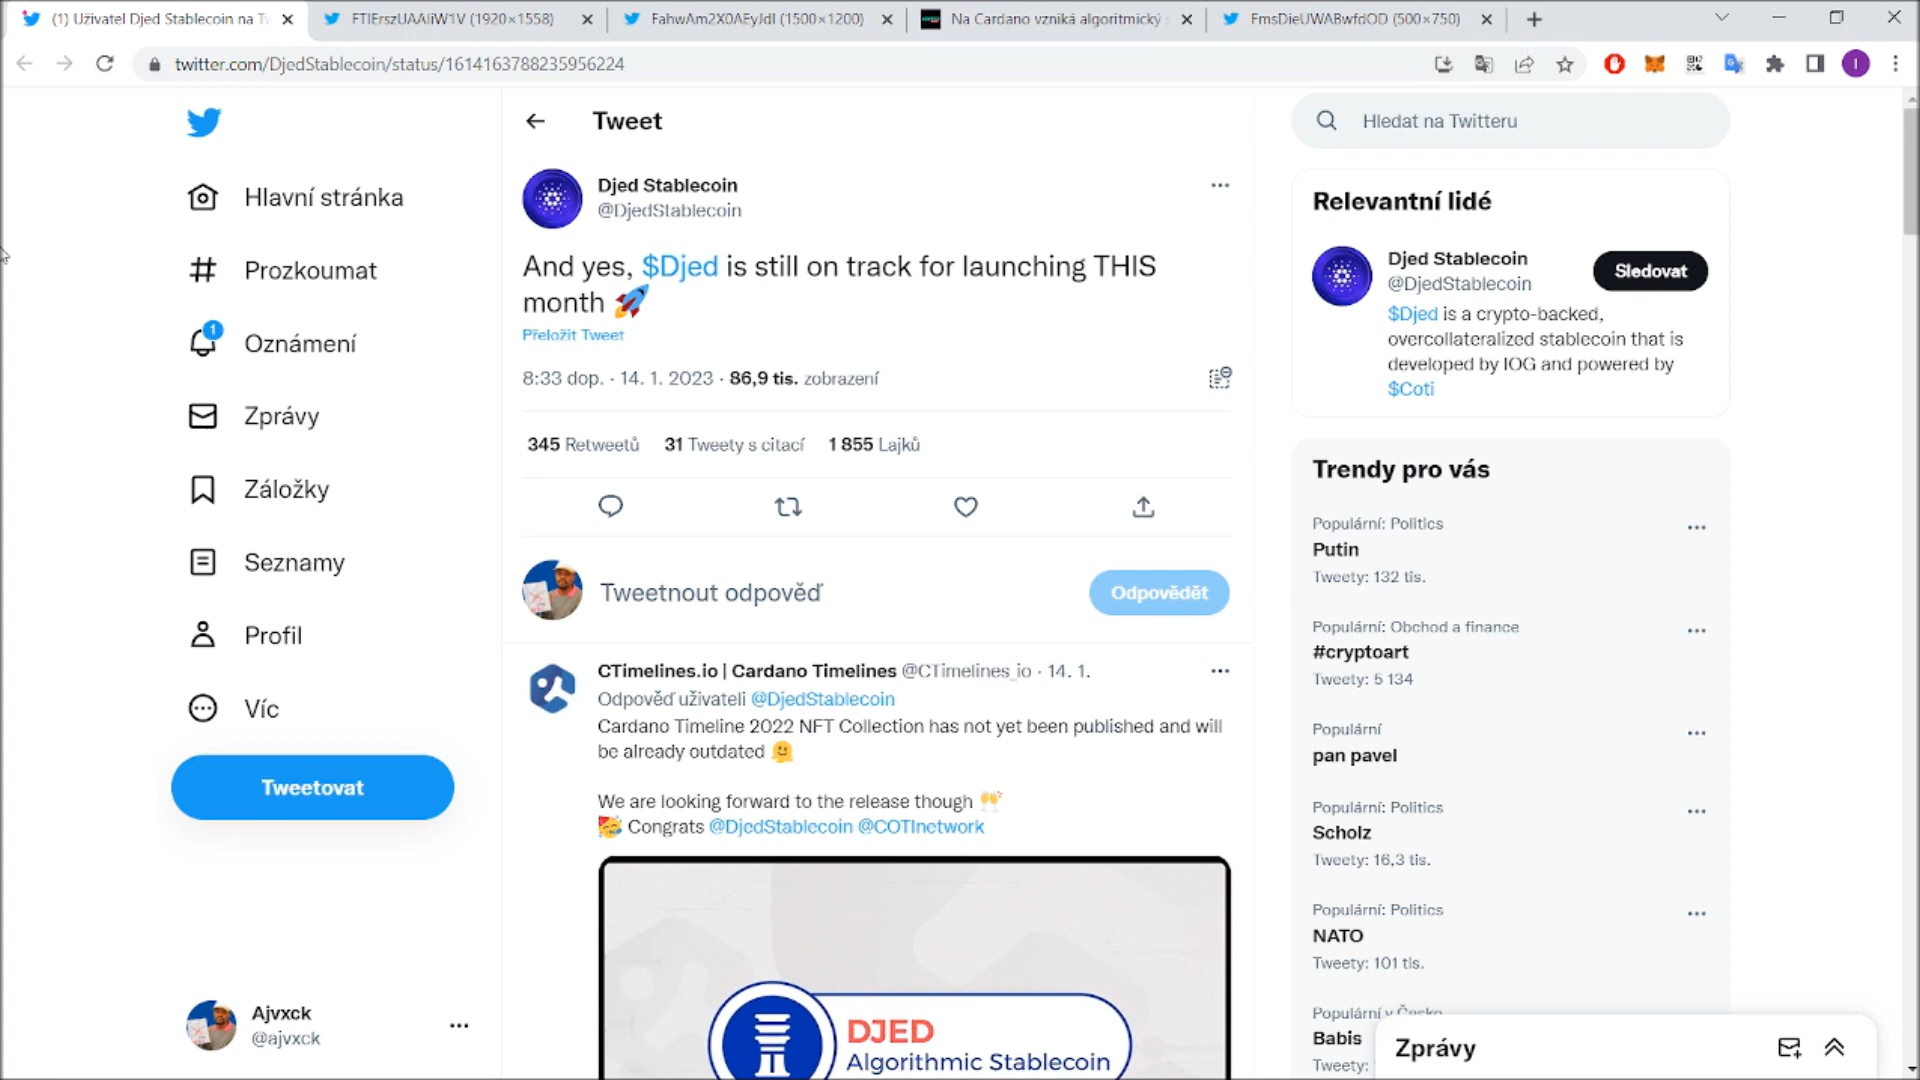 (1) Uživatel Djed Stablecoin na Tw
FTIErszUAAIiW1V (1920×1558)
FahwAm2X0AEyJdI (1500×1200)
Na Cardano vzniká algoritmický s
FmsDieUWABwfdOD (500×750)
twitter.com/DjedStablecoin/status/1614163788235956224
Hlavní stránka
Prozkoumat
1
Oznámení
Zprávy
Záložky
Seznamy
Profil
Víc
Tweetovat
Ajvxck
@ajvxck
Tweet
Djed Stablecoin
@DjedStablecoin
And yes, $Djed is still on track for launching THIS
month 🚀
Přeložit Tweet
8:33 dop. · 14. 1. 2023 · 86,9 tis. zobrazení
345 Retweetů 31 Tweety s citací 1 855 Lajků
Tweetnout odpověď
Odpovědět
CTimelines.io | Cardano Timelines @CTimelines_io · 14. 1.
Odpověď uživateli @DjedStablecoin
Cardano Timeline 2022 NFT Collection has not yet been published and will
be already outdated 🤗
We are looking forward to the release though 🥂
🥳 Congrats @DjedStablecoin @COTInetwork
DJED
Algorithmic Stablecoin
Hledat na Twitteru
Relevantní lidé
Djed Stablecoin
@DjedStablecoin
Sledovat
$Djed is a crypto-backed,
overcollateralized stablecoin that is
developed by IOG and powered by
$Coti
Trendy pro vás
Populární: Politics
Putin
Tweety: 132 tis.
Populární: Obchod a finance
#cryptoart
Tweety: 5 134
Populární
pan pavel
Populární: Politics
Scholz
Tweety: 16,3 tis.
Populární: Politics
NATO
Tweety: 101 tis.
Populární v Česko
Babis
Tweety:
Zprávy